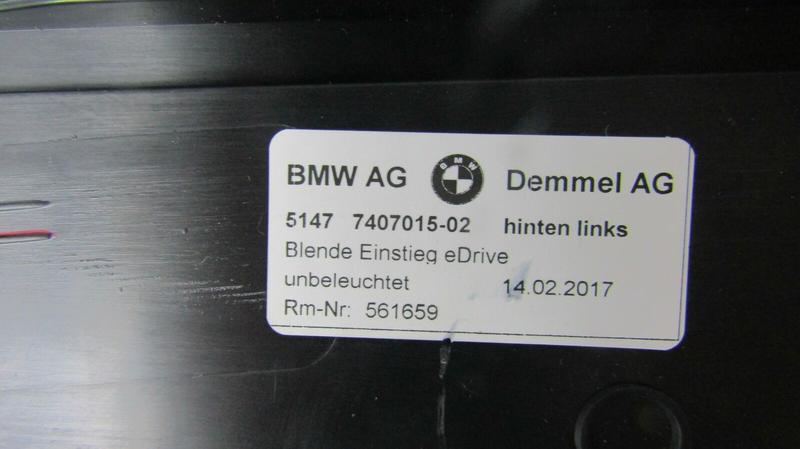 BMW AG BMW Demmel AG
5147 7407015-02 hinten links
Blende Einstieg eDrive
unbeleuchtet 14.02.2017
Rm-Nr: 561659